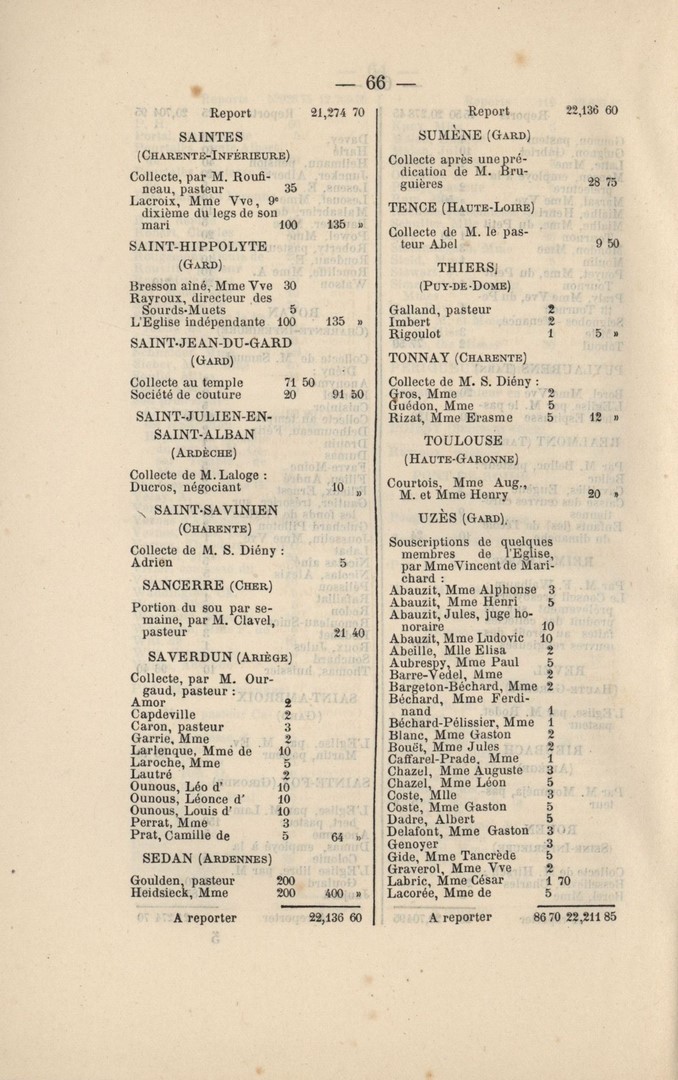 — 66 —
Report 21,274 70
SAINTES
(CHARENTE-INFÉRIEURE)
Collecte, par M. Roufi-
neau, pasteur 35
Lacroix, Mme Vve, 9e
dixième du legs de son
mari 100 135 »
SAINT-HIPPOLYTE
(GARD)
Bresson aîné, Mme Vve 30
Rayroux, directeur des
Sourds-Muets 5
L'Eglise indépendante 100 135 »
SAINT-JEAN-DU-GARD
(GARD)
Collecte au temple 71 50
Société de couture 20 91 50
SAINT-JULIEN-EN-
SAINT-ALBAN
(ARDÈCHE)
Collecte de M. Laloge :
Ducros, négociant 10 »
SAINT-SAVINIEN
(CHARENTE)
Collecte de M. S. Diény :
Adrien 5
SANCERRE (CHER)
Portion du sou par se-
maine, par M. Clavel,
pasteur 21 40
SAVERDUN (ARIÈGE)
Collecte, par M. Our-
gaud, pasteur :
Amor 2
Capdeville 2
Caron, pasteur 3
Garrie, Mme 2
Larlenque, Mme de 10
Laroche, Mme 5
Lautré 2
Ounous, Léo d' 10
Ounous, Léonce d' 10
Ounous, Louis d' 10
Perrat, Mme 3
Prat, Camille de 5 64 »
SEDAN (ARDENNES)
Goulden, pasteur 200
Heidsieck, Mme 200 400 »
A reporter 22,136 60
Report 22,136 60
SUMÈNE (GARD)
Collecte après une pré-
dication de M. Bru-
guières 28 75
TENCE (HAUTE-LOIRE)
Collecte de M. le pas-
teur Abel 9 50
THIERS
(PUY-DE-DOME)
Galland, pasteur 2
Imbert 2
Rigoulot 1 5 »
TONNAY (CHARENTE)
Collecte de M. S. Diény :
Gros, Mme 2
Guédon, Mme 5
Rizat, Mme Erasme 5 12 »
TOULOUSE
(HAUTE-GARONNE)
Courtois, Mme Aug.,
M. et Mme Henry 20 »
UZÈS (GARD).
Souscriptions de quelques
membres de l'Eglise,
par Mme Vincent de Mari-
chard :
Abauzit, Mme Alphonse 3
Abauzit, Mme Henri 5
Abauzit, Jules, juge ho-
noraire 10
Abauzit, Mme Ludovic 10
Abeille, Mlle Elisa 2
Aubrespy, Mme Paul 5
Barre-Vedel, Mme 2
Bargeton-Béchard, Mme 2
Béchard, Mme Ferdi-
nand 1
Béchard-Pélissier, Mme 1
Blanc, Mme Gaston 2
Bouët, Mme Jules 2
Caffarel-Prade, Mme 1
Chazel, Mme Auguste 3
Chazel, Mme Léon 5
Coste, Mlle 3
Coste, Mme Gaston 5
Dadre, Albert 5
Delafont, Mme Gaston 3
Genoyer 3
Gide, Mme Tancrède 5
Graverol, Mme Vve 2
Labric, Mme César 1 70
Lacorée, Mme de 5
A reporter 86 70 22,211 85